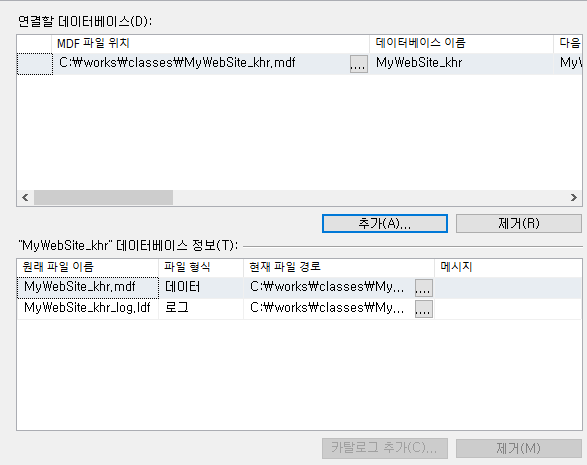 연결할 데이터베이스(D):
MDF 파일 위치 데이터베이스 이름 다음
C:₩works₩classes₩MyWebSite_khr.mdf .... MyWebSite_khr MyW
추가(A)... 제거(R)
"MyWebSite_khr" 데이터베이스 정보(T):
원래 파일 이름 파일 형식 현재 파일 경로 메시지
MyWebSite_khr.mdf 데이터 C:₩works₩classes₩My... ....
MyWebSite_khr_log.ldf 로그 C:₩works₩classes₩My... ....
카탈로그 추가(C)... 제거(M)